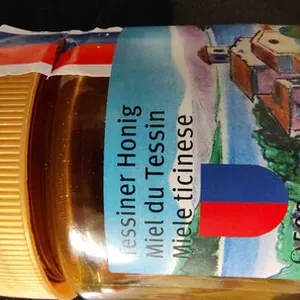 Tessiner Honig
Miel du Tessin
Miele ticinese